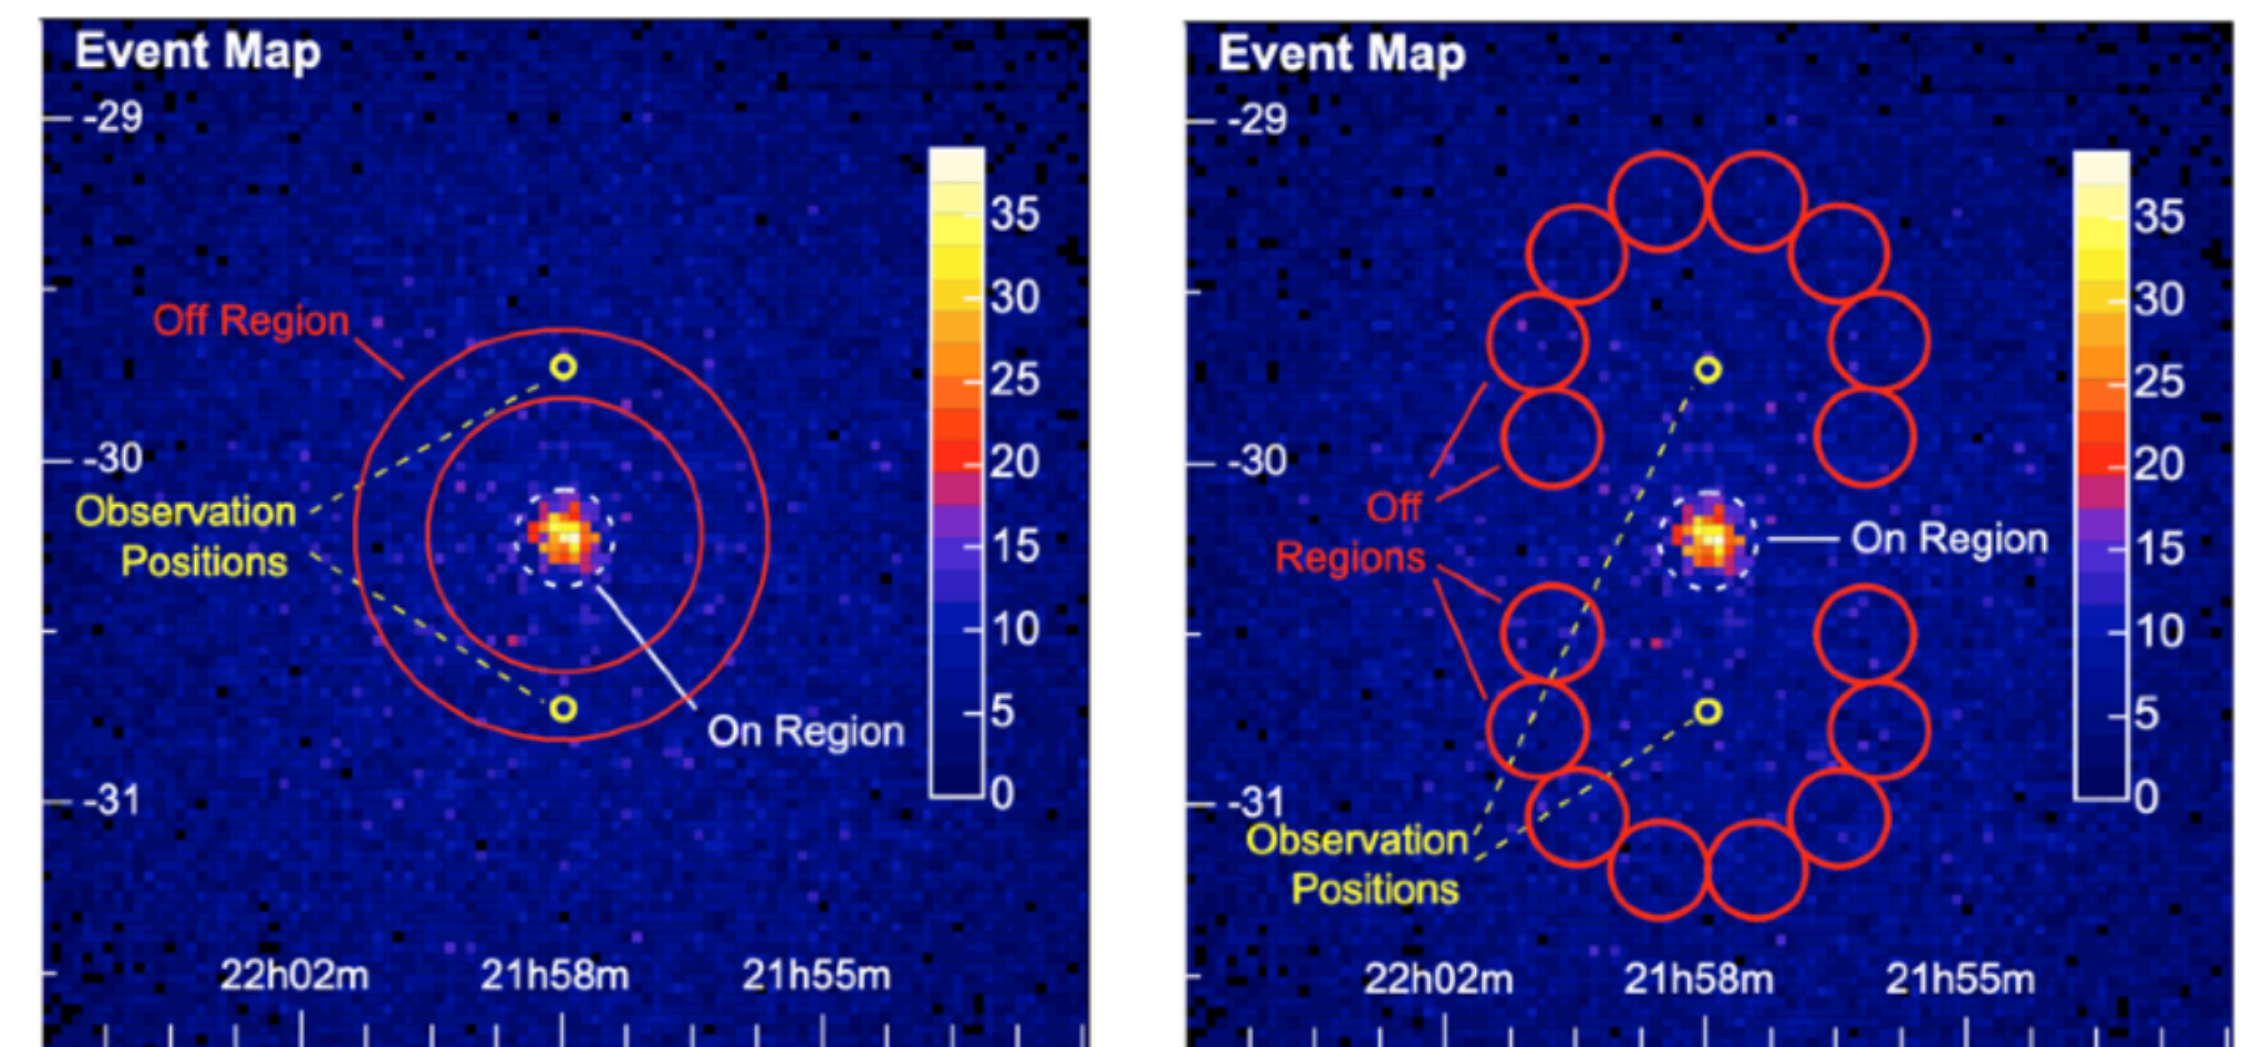 Event Map
-29
Off Region
35
30
25
-30
20
Observation
Positions
15
10
5
On Region
-31
0
22h02m 21h58m 21h55m
Event Map
-29
35
30
25
-30
20
Off
Regions
On Region
15
10
5
-31
0
Observation
Positions
22h02m 21h58m 21h55m